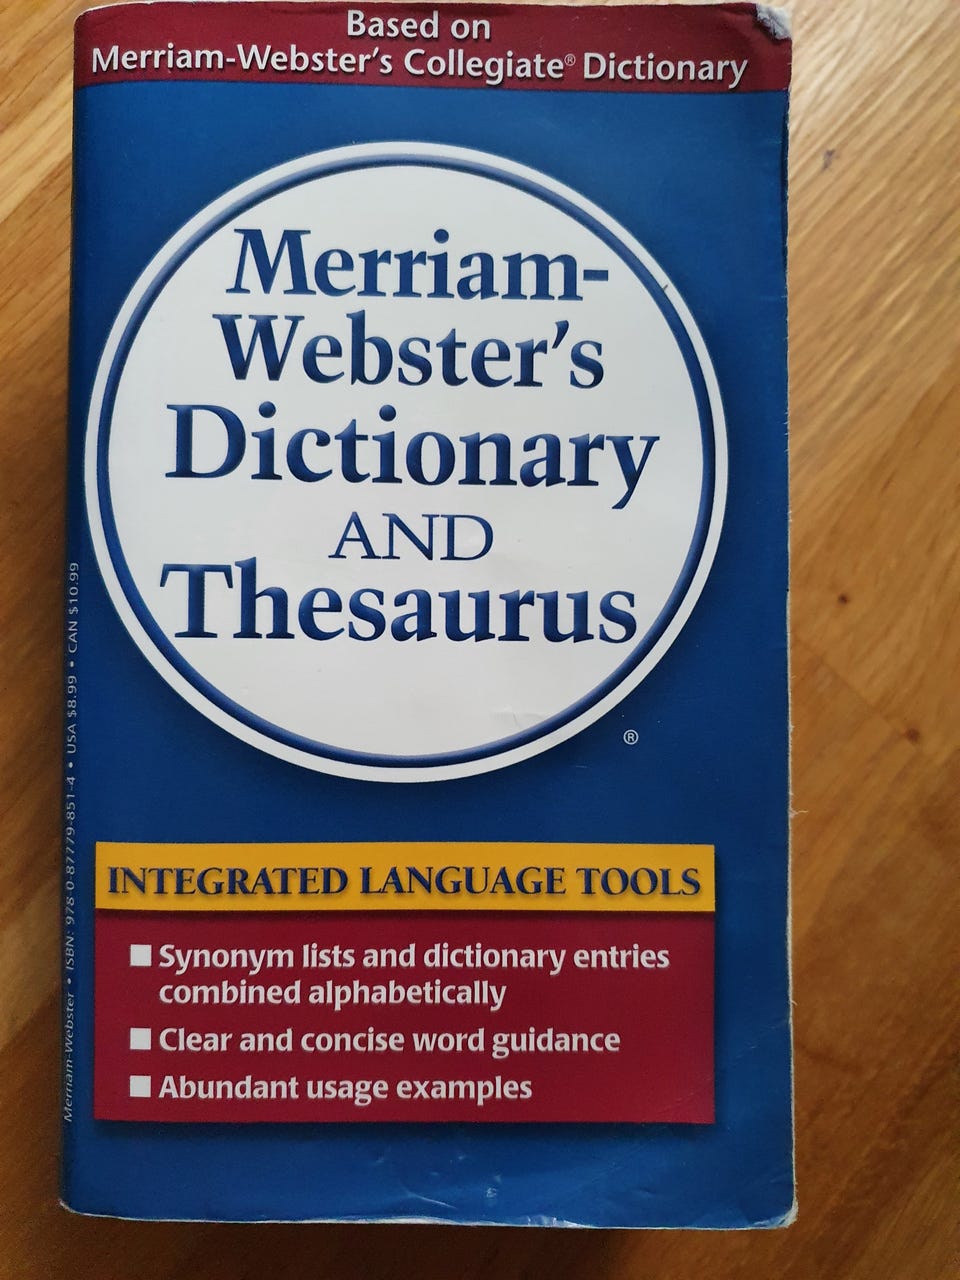 Based on
Merriam-Webster's Collegiate® Dictionary
Merriam-
Webster's
Dictionary
AND
Thesaurus
®
INTEGRATED LANGUAGE TOOLS
■ Synonym lists and dictionary entries
combined alphabetically
■ Clear and concise word guidance
■ Abundant usage examples
Merriam-Webster • ISBN: 978-0-87779-851-4 • USA $8.99 • CAN $10.99